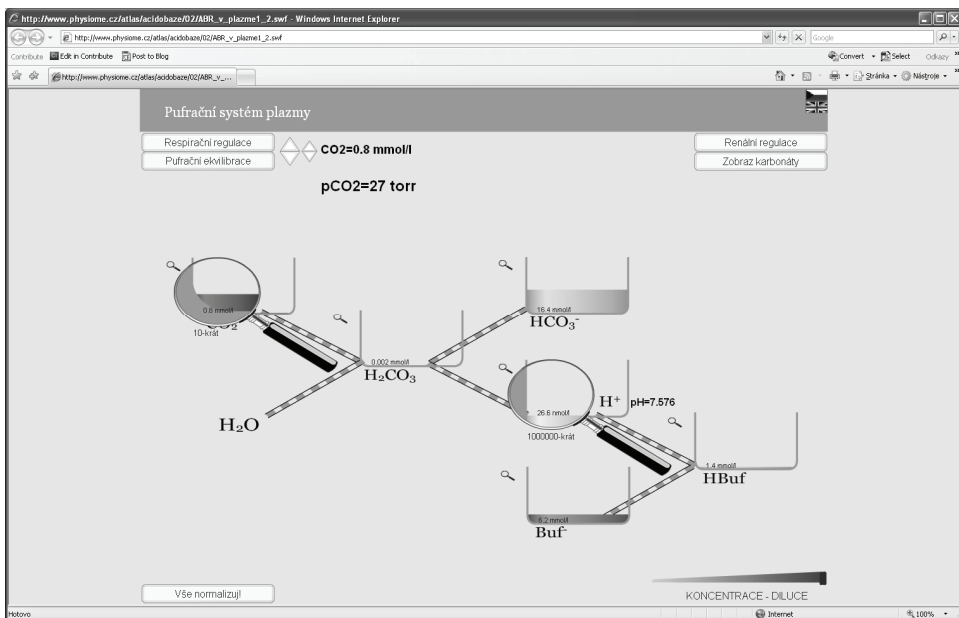 http://www.physiome.cz/atlas/acidobaze/02/ABR_v_plazme1_2.swf - Windows Internet Explorer
http://www.physiome.cz/atlas/acidobaze/02/ABR_v_plazme1_2.swf
Google
Contribute Edit in Contribute Post to Blog
Convert Select Odkazy
http://www.physiome.cz/atlas/acidobaze/02/ABR_v_...
Stránka Nástroje
Pufrační systém plazmy
Respirační regulace
CO2=0.8 mmol/l
Renální regulace
Pufrační ekvilibrace
Zobraz karbonáty
pCO2=27 torr
0.8 mmol/l
CO₂
10-krát
16.4 mmol/l
HCO₃⁻
0.002 mmol/l
H₂CO₃
H₂O
26.6 nmol/l
H⁺ pH=7.576
1000000-krát
1.4 mmol/l
HBuf
6.2 mmol/l
Buf⁻
Vše normalizuj!
KONCENTRACE - DILUCE
Hotovo
Internet
100%